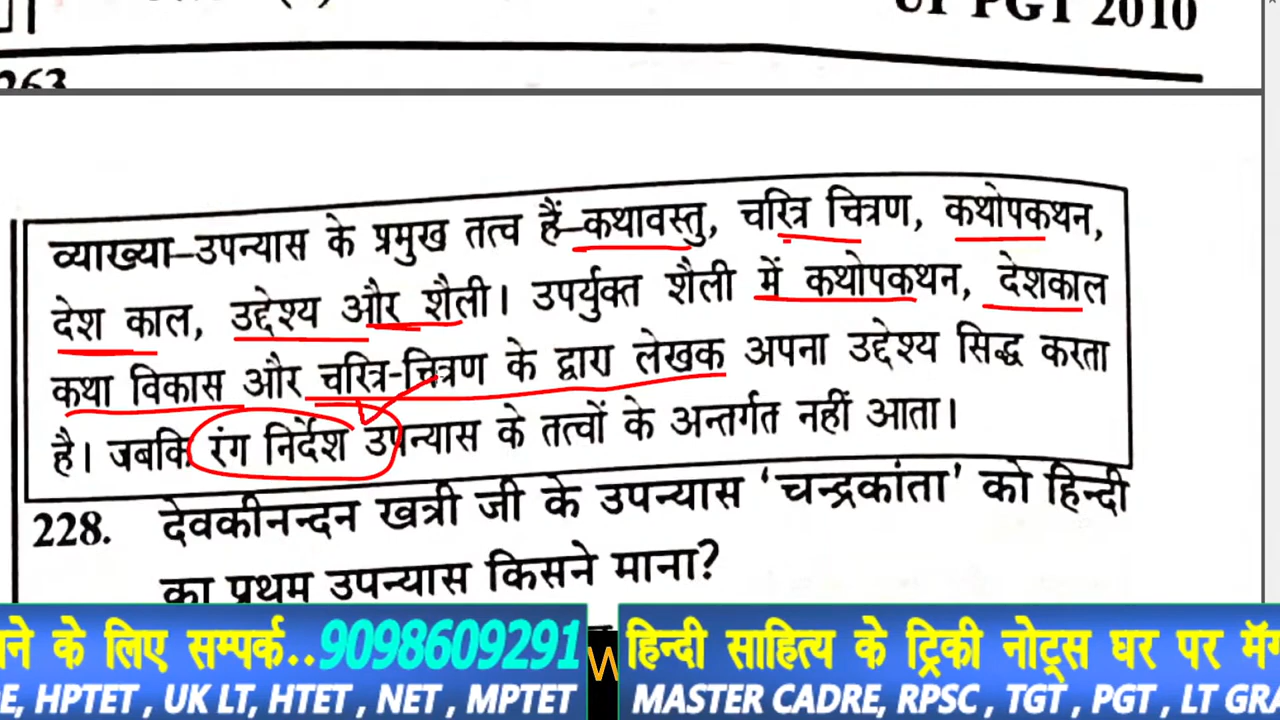 UP PGT 2010
263
व्याख्या–उपन्यास के प्रमुख तत्व हैं–कथावस्तु, चरित्र चित्रण, कथोपकथन,
देश काल, उद्देश्य और शैली। उपर्युक्त शैली में कथोपकथन, देशकाल
कथा विकास और चरित्र-चित्रण के द्वारा लेखक अपना उद्देश्य सिद्ध करता
है। जबकि रंग निर्देश उपन्यास के तत्वों के अन्तर्गत नहीं आता।
228. देवकीनन्दन खत्री जी के उपन्यास ‘चन्द्रकांता’ को हिन्दी
का प्रथम उपन्यास किसने माना?
के लिए सम्पर्क..9098609291 हिन्दी साहित्य के ट्रिकी नोट्स घर पर
HPTET , UK LT, HTET , NET , MPTET MASTER CADRE, RPSC , TGT , PGT , LT